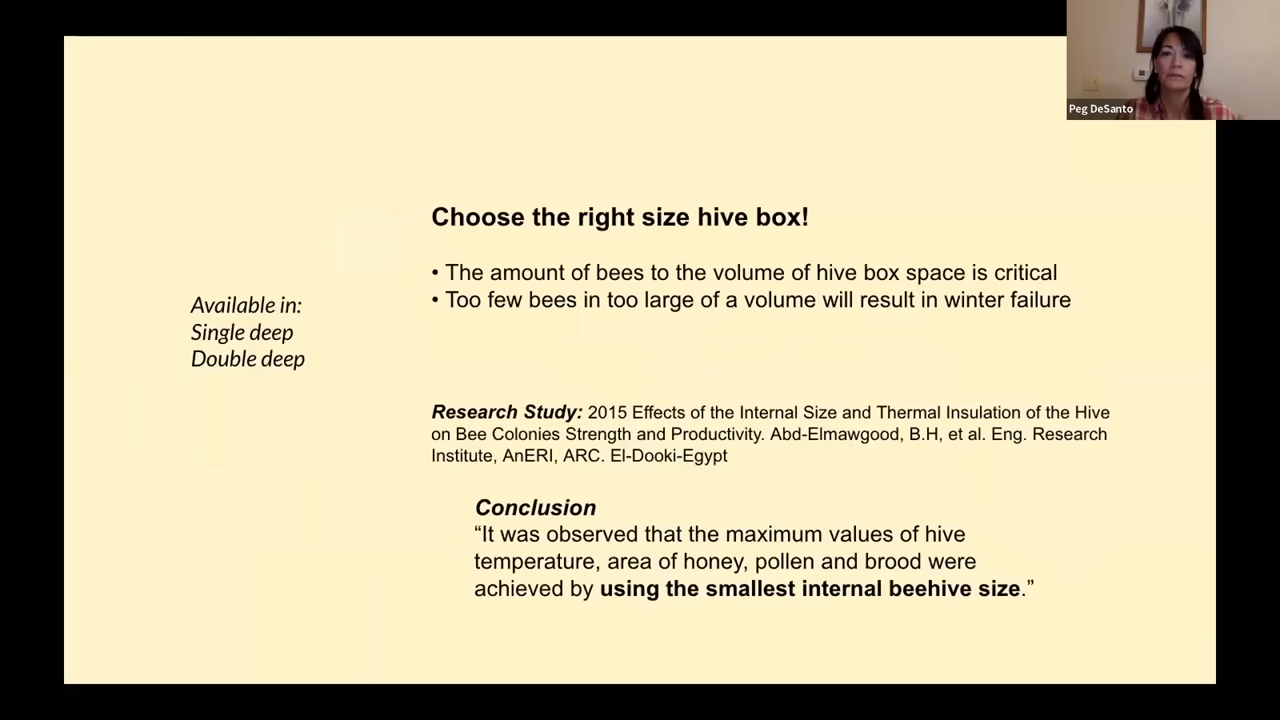 Peg DeSanto
Choose the right size hive box!
• The amount of bees to the volume of hive box space is critical
• Too few bees in too large of a volume will result in winter failure
Available in:
Single deep
Double deep
Research Study: 2015 Effects of the Internal Size and Thermal Insulation of the Hive
on Bee Colonies Strength and Productivity. Abd-Elmawgood, B.H, et al. Eng. Research
Institute, AnERI, ARC. El-Dooki-Egypt
Conclusion
“It was observed that the maximum values of hive
temperature, area of honey, pollen and brood were
achieved by using the smallest internal beehive size.”